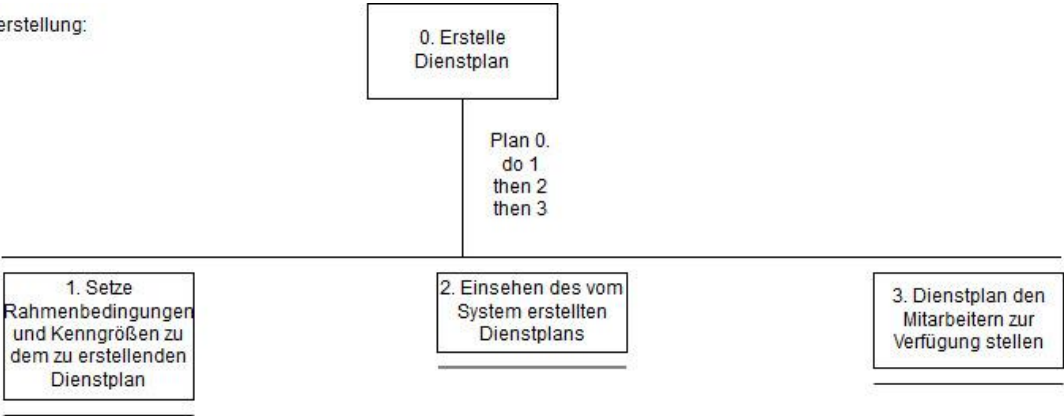 erstellung:
0. Erstelle
Dienstplan
Plan 0.
do 1
then 2
then 3
1. Setze
Rahmenbedingungen
und Kenngrößen zu
dem zu erstellenden
Dienstplan
2. Einsehen des vom
System erstellten
Dienstplans
3. Dienstplan den
Mitarbeitern zur
Verfügung stellen